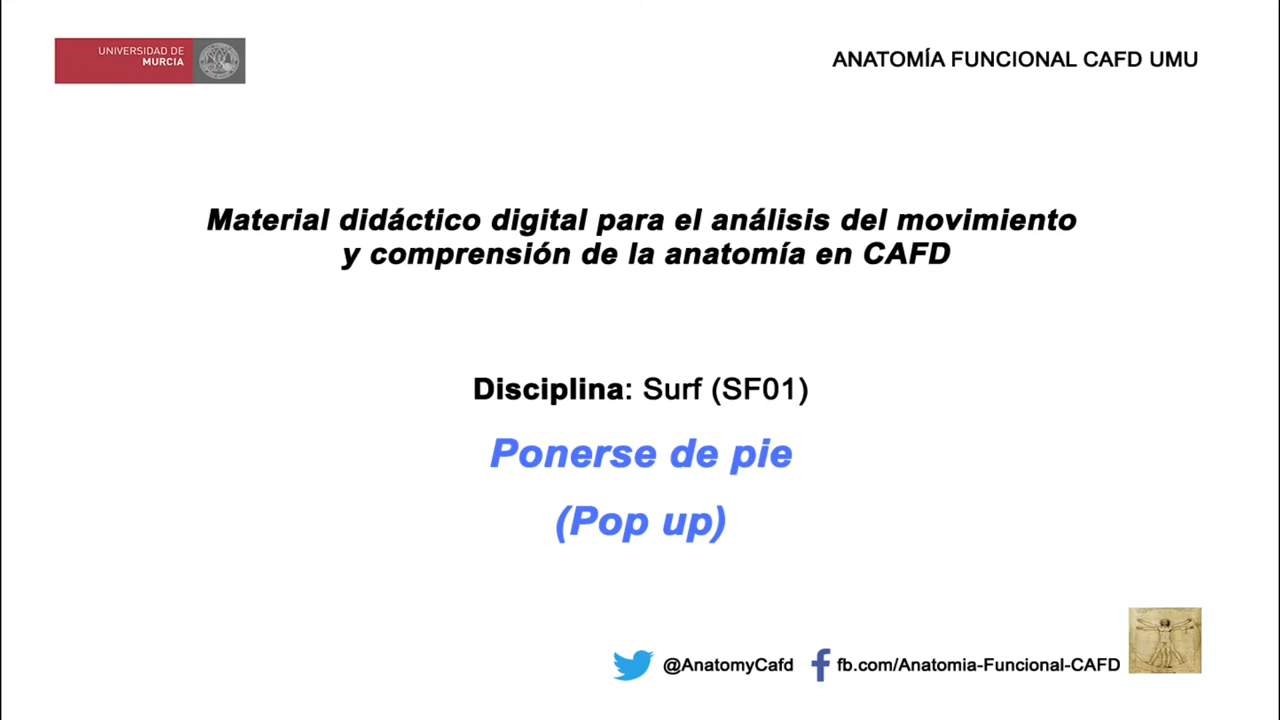 UNIVERSIDAD DE
MURCIA
ANATOMÍA FUNCIONAL CAFD UMU
Material didáctico digital para el análisis del movimiento
y comprensión de la anatomía en CAFD
Disciplina: Surf (SF01)
Ponerse de pie
(Pop up)
@AnatomyCafd
fb.com/Anatomia-Funcional-CAFD